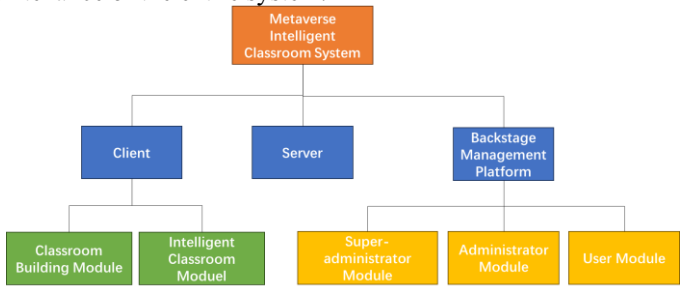 Metaverse
Intelligent
Classroom System
Client
Server
Backstage
Management
Platform
Classroom
Building Module
Intelligent
Classroom
Moduel
Super-
administrator
Module
Administrator
Module
User Module